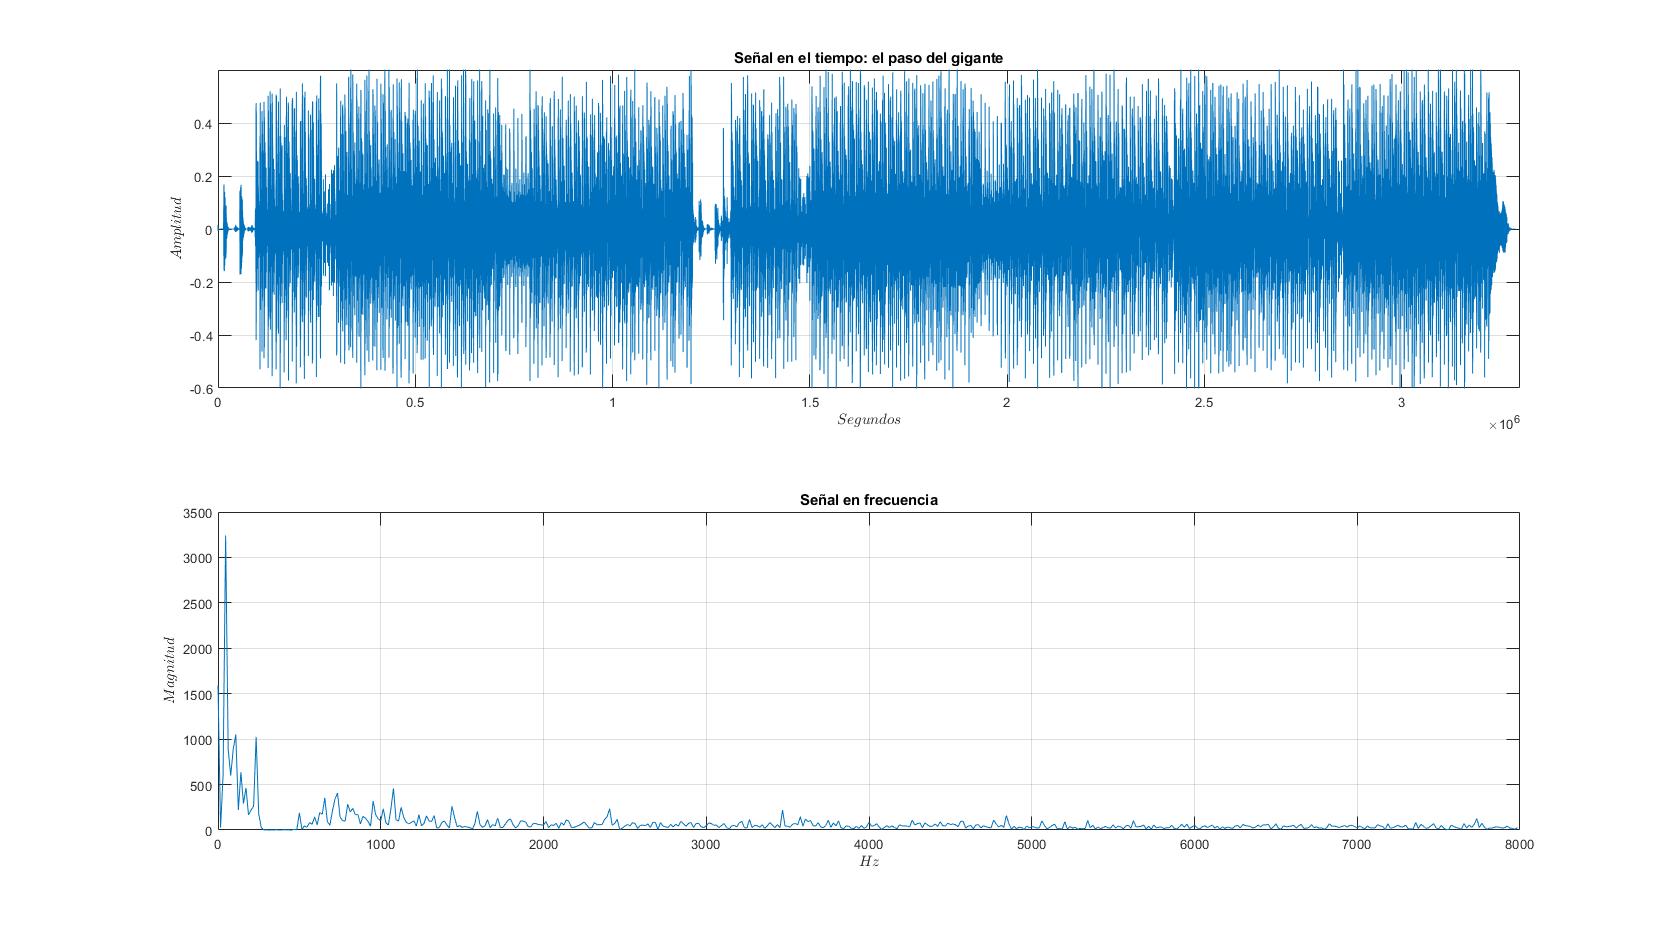 Señal en el tiempo: el paso del gigante
Amplitud
0.4
0.2
0
-0.2
-0.4
-0.6
0 0.5 1 1.5 2 2.5 3
Segundos
×10^6
Señal en frecuencia
Magnitud
3500
3000
2500
2000
1500
1000
500
0
0 1000 2000 3000 4000 5000 6000 7000 8000
Hz